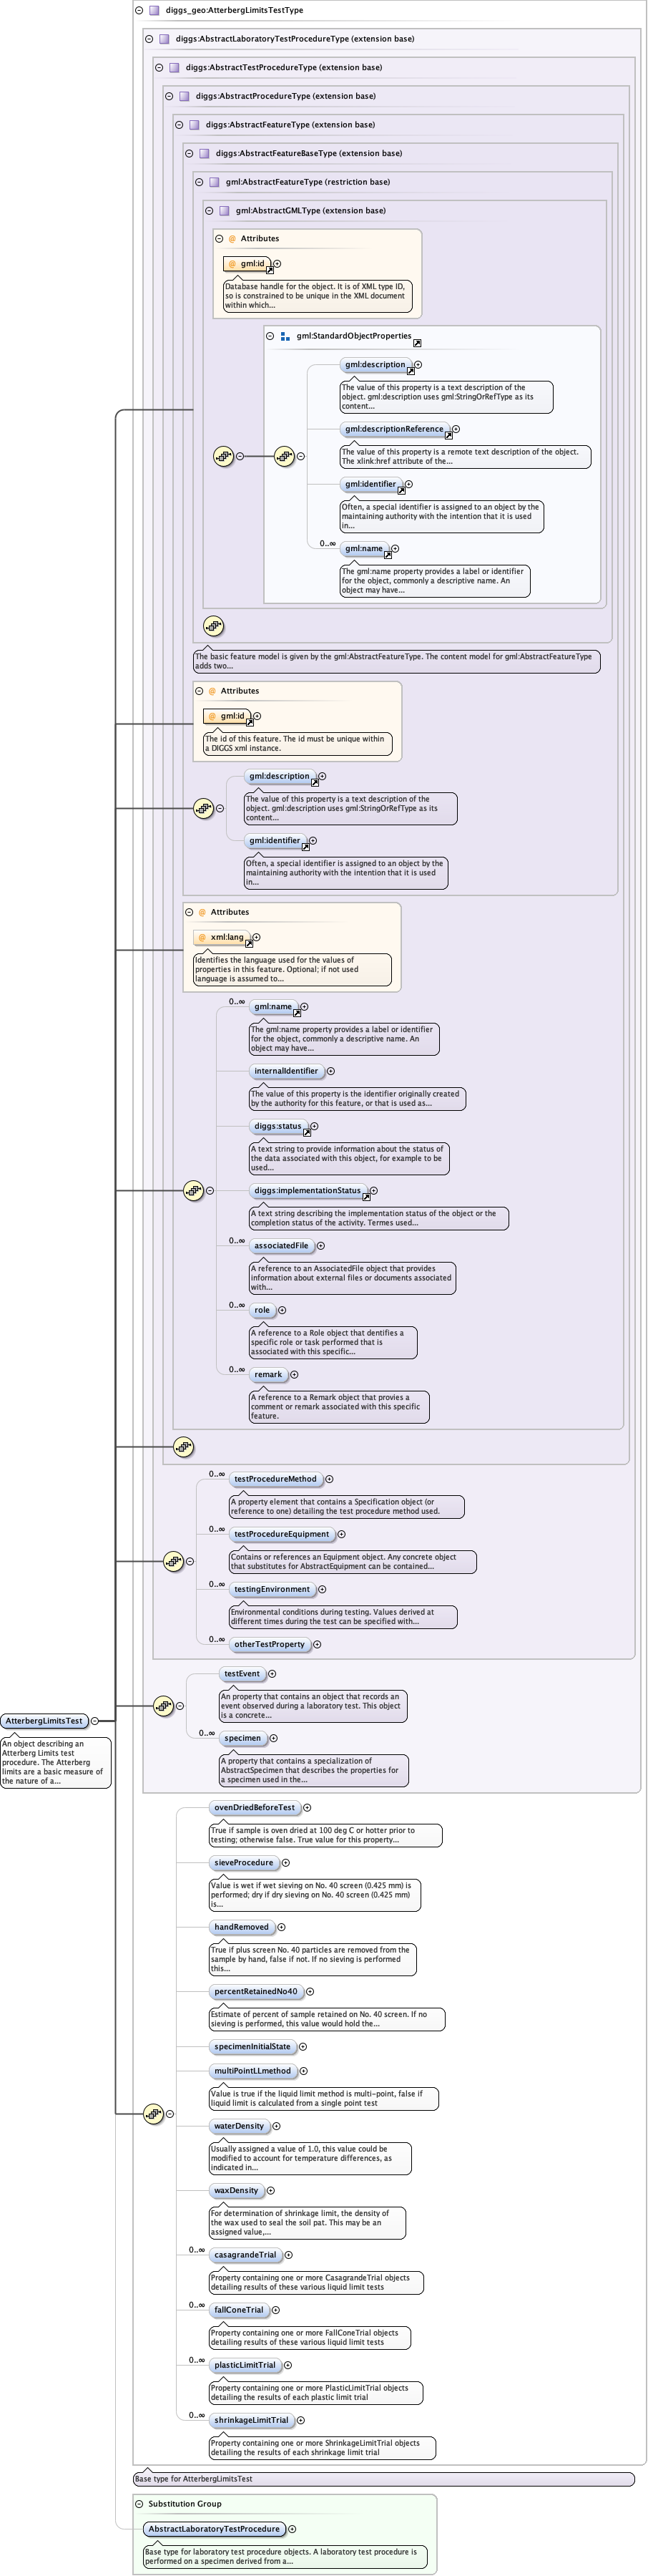 diggs_geo:AtterbergLimitsTestType
diggs:AbstractLaboratoryTestProcedureType (extension base)
diggs:AbstractTestProcedureType (extension base)
diggs:AbstractProcedureType (extension base)
diggs:AbstractFeatureType (extension base)
diggs:AbstractFeatureBaseType (extension base)
gml:AbstractFeatureType (restriction base)
gml:AbstractGMLType (extension base)
@ Attributes
@ gml:id
Database handle for the object. It is of XML type ID,
so is constrained to be unique in the XML document
within which...
gml:StandardObjectProperties
gml:description
The value of this property is a text description of the
object. gml:description uses gml:StringOrRefType as its
content...
gml:descriptionReference
The value of this property is a remote text description of the object.
The xlink:href attribute of the...
gml:identifier
Often, a special identifier is assigned to an object by the
maintaining authority with the intention that it is used
in...
0..∞
gml:name
The gml:name property provides a label or identifier
for the object, commonly a descriptive name. An
object may have...
The basic feature model is given by the gml:AbstractFeatureType. The content model for gml:AbstractFeatureType
adds two...
@ Attributes
@ gml:id
The id of this feature. The id must be unique within
a DIGGS xml instance.
gml:description
The value of this property is a text description of the
object. gml:description uses gml:StringOrRefType as its
content...
gml:identifier
Often, a special identifier is assigned to an object by the
maintaining authority with the intention that it is used
in...
@ Attributes
@ xml:lang
Identifies the language used for the values of
properties in this feature. Optional; if not used
language is assumed to...
0..∞
gml:name
The gml:name property provides a label or identifier
for the object, commonly a descriptive name. An
object may have...
internalIdentifier
The value of this property is the identifier originally created
by the authority for this feature, or that is used as...
diggs:status
A text string to provide information about the status of
the data associated with this object, for example to be
used...
diggs:implementationStatus
A text string describing the implementation status of the object or the
completion status of the activity. Termes used...
0..∞
associatedFile
A reference to an AssociatedFile object that provides
information about external files or documents associated
with...
0..∞
role
A reference to a Role object that dentifies a
specific role or task performed that is
associated with this specific...
0..∞
remark
A reference to a Remark object that provies a
comment or remark associated with this specific
feature.
0..∞
testProcedureMethod
A property element that contains a Specification object (or
reference to one) detailing the test procedure method used.
0..∞
testProcedureEquipment
Contains or references an Equipment object. Any concrete object
that substitutes for AbstractEquipment can be contained...
0..∞
testingEnvironment
Environmental conditions during testing. Values derived at
different times during the test can be specified with...
0..∞
otherTestProperty
testEvent
An property that contains an object that records an
event observed during a laboratory test. This object
is a concrete...
0..∞
specimen
A property that contains a specialization of
AbstractSpecimen that describes the properties for
a specimen used in the...
AtterbergLimitsTest
An object describing an
Atterberg Limits test
procedure. The Atterberg
limits are a basic measure of
the nature of a...
ovenDriedBeforeTest
True if sample is oven dried at 100 deg C or hotter prior to
testing; otherwise false. True value for this property...
sieveProcedure
Value is wet if wet sieving on No. 40 screen (0.425 mm) is
performed; dry if dry sieving on No. 40 screen (0.425 mm)
is...
handRemoved
True if plus screen No. 40 particles are removed from the
sample by hand, false if not. If no sieving is performed
this...
percentRetainedNo40
Estimate of percent of sample retained on No. 40 screen. If no
sieving is performed, this value would hold the...
specimenInitialState
multiPointLLmethod
Value is true if the liquid limit method is multi-point, false if
liquid limit is calculated from a single point test
waterDensity
Usually assigned a value of 1.0, this value could be
modified to account for temperature differences, as
indicated in...
waxDensity
For determination of shrinkage limit, the density of
the wax used to seal the soil pat. This may be an
assigned value,...
0..∞
casagrandeTrial
Property containing one or more CasagrandeTrial objects
detailing results of these various liquid limit tests
0..∞
fallConeTrial
Property containing one or more FallConeTrial objects
detailing results of these various liquid limit tests
0..∞
plasticLimitTrial
Property containing one or more PlasticLimitTrial objects
detailing the results of each plastic limit trial
0..∞
shrinkageLimitTrial
Property containing one or more ShrinkageLimitTrial objects
detailing the results of each shrinkage limit trial
Base type for AtterbergLimitsTest
Substitution Group
AbstractLaboratoryTestProcedure
Base type for laboratory test procedure objects. A laboratory test procedure is
performed on a specimen derived from a...